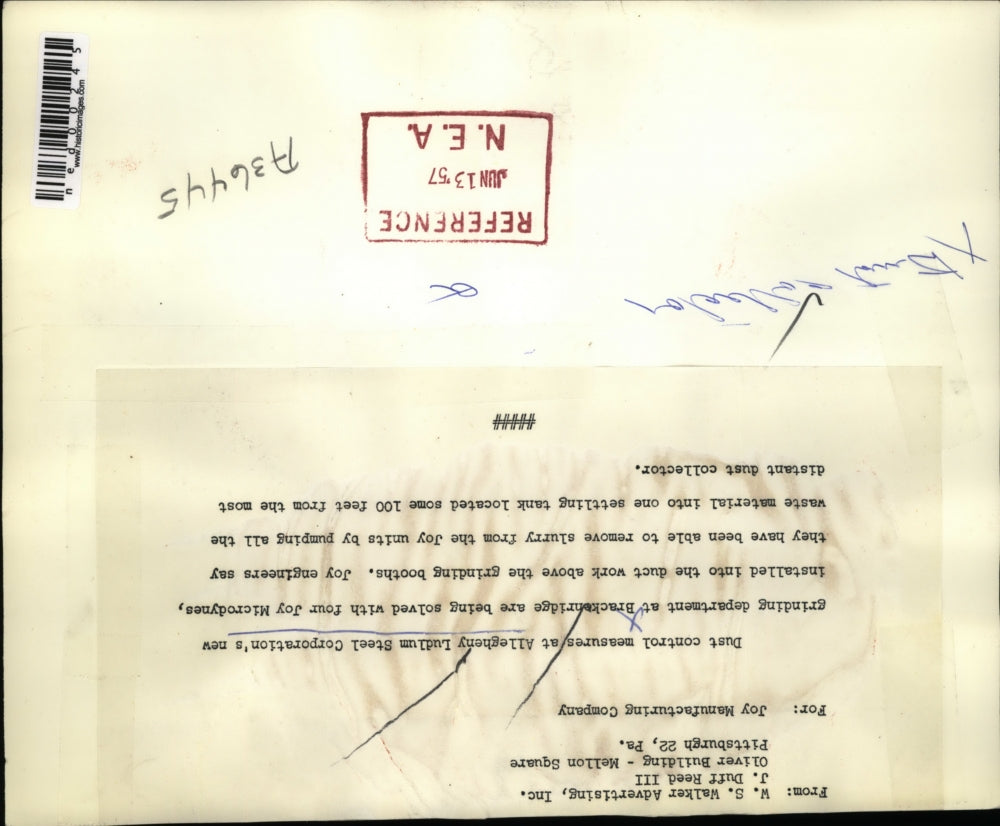 From: W. S. Walker Advertising, Inc.
J. Duff Reed III
Oliver Building - Mellon Square
Pittsburgh 22, Pa.
For: Joy Manufacturing Company
Dust control measures at Allegheny Ludlum Steel Corporation's new
grinding department at Brackenridge are being solved with four Joy Microdynes,
installed into the duct work above the grinding booths. Joy engineers say
they have been able to remove slurry from the Joy units by pumping all the
waste material into one settling tank located some 100 feet from the most
distant dust collector.
#####
X Dust Collector
REFERENCE
JUN 13 '57
N.E.A.
A36445
ned00245
www.historicimages.com